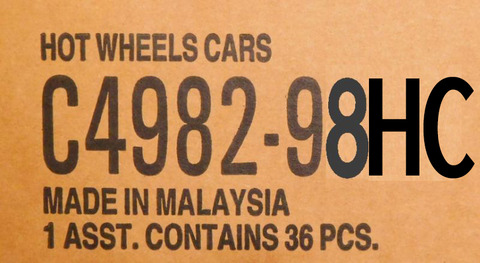 HOT WHEELS CARS
C4982-98HC
MADE IN MALAYSIA
1 ASST. CONTAINS 36 PCS.